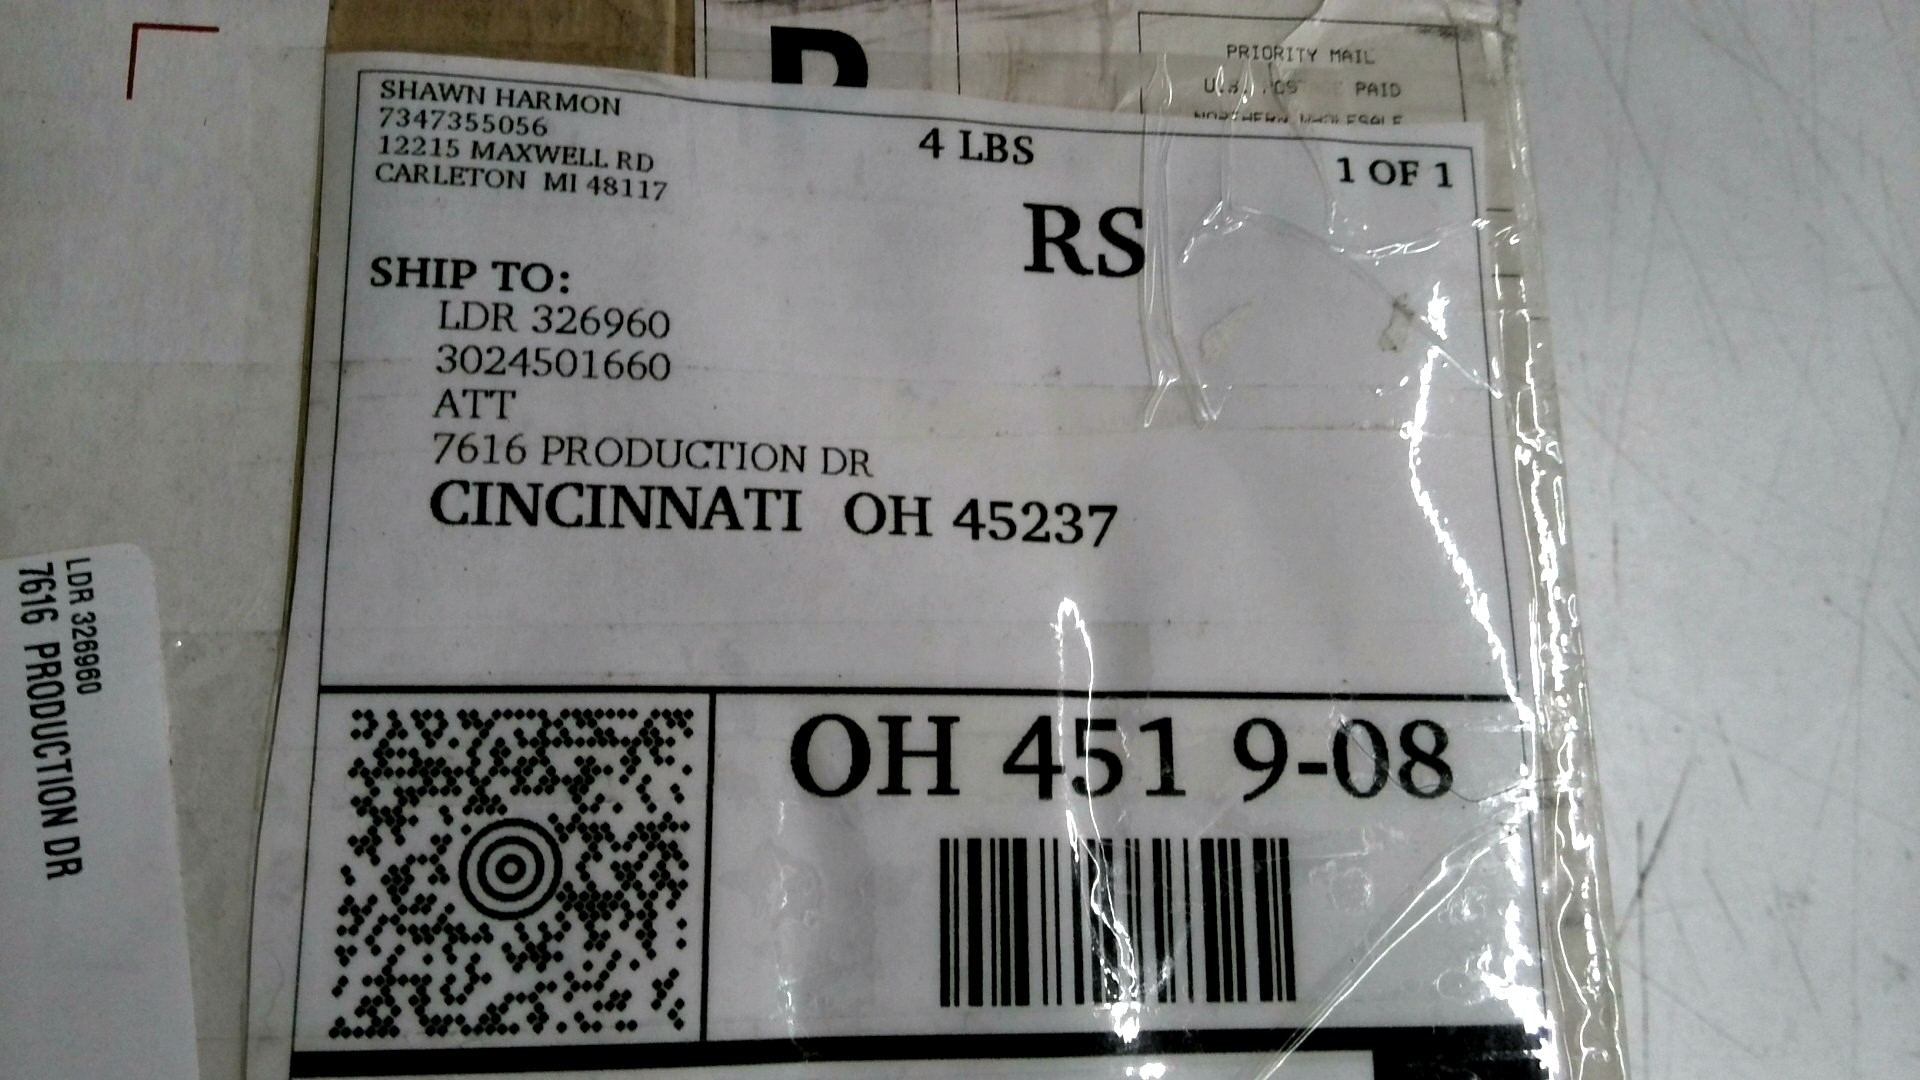 PRIORITY MAIL
PAID
NORTHERN WHOLESALE
SHAWN HARMON
7347355056
12215 MAXWELL RD
CARLETON MI 48117
4 LBS
1 OF 1
RS
SHIP TO:
LDR 326960
3024501660
ATT
7616 PRODUCTION DR
CINCINNATI OH 45237
OH 451 9-08
LDR 326960
7616 PRODUCTION DR